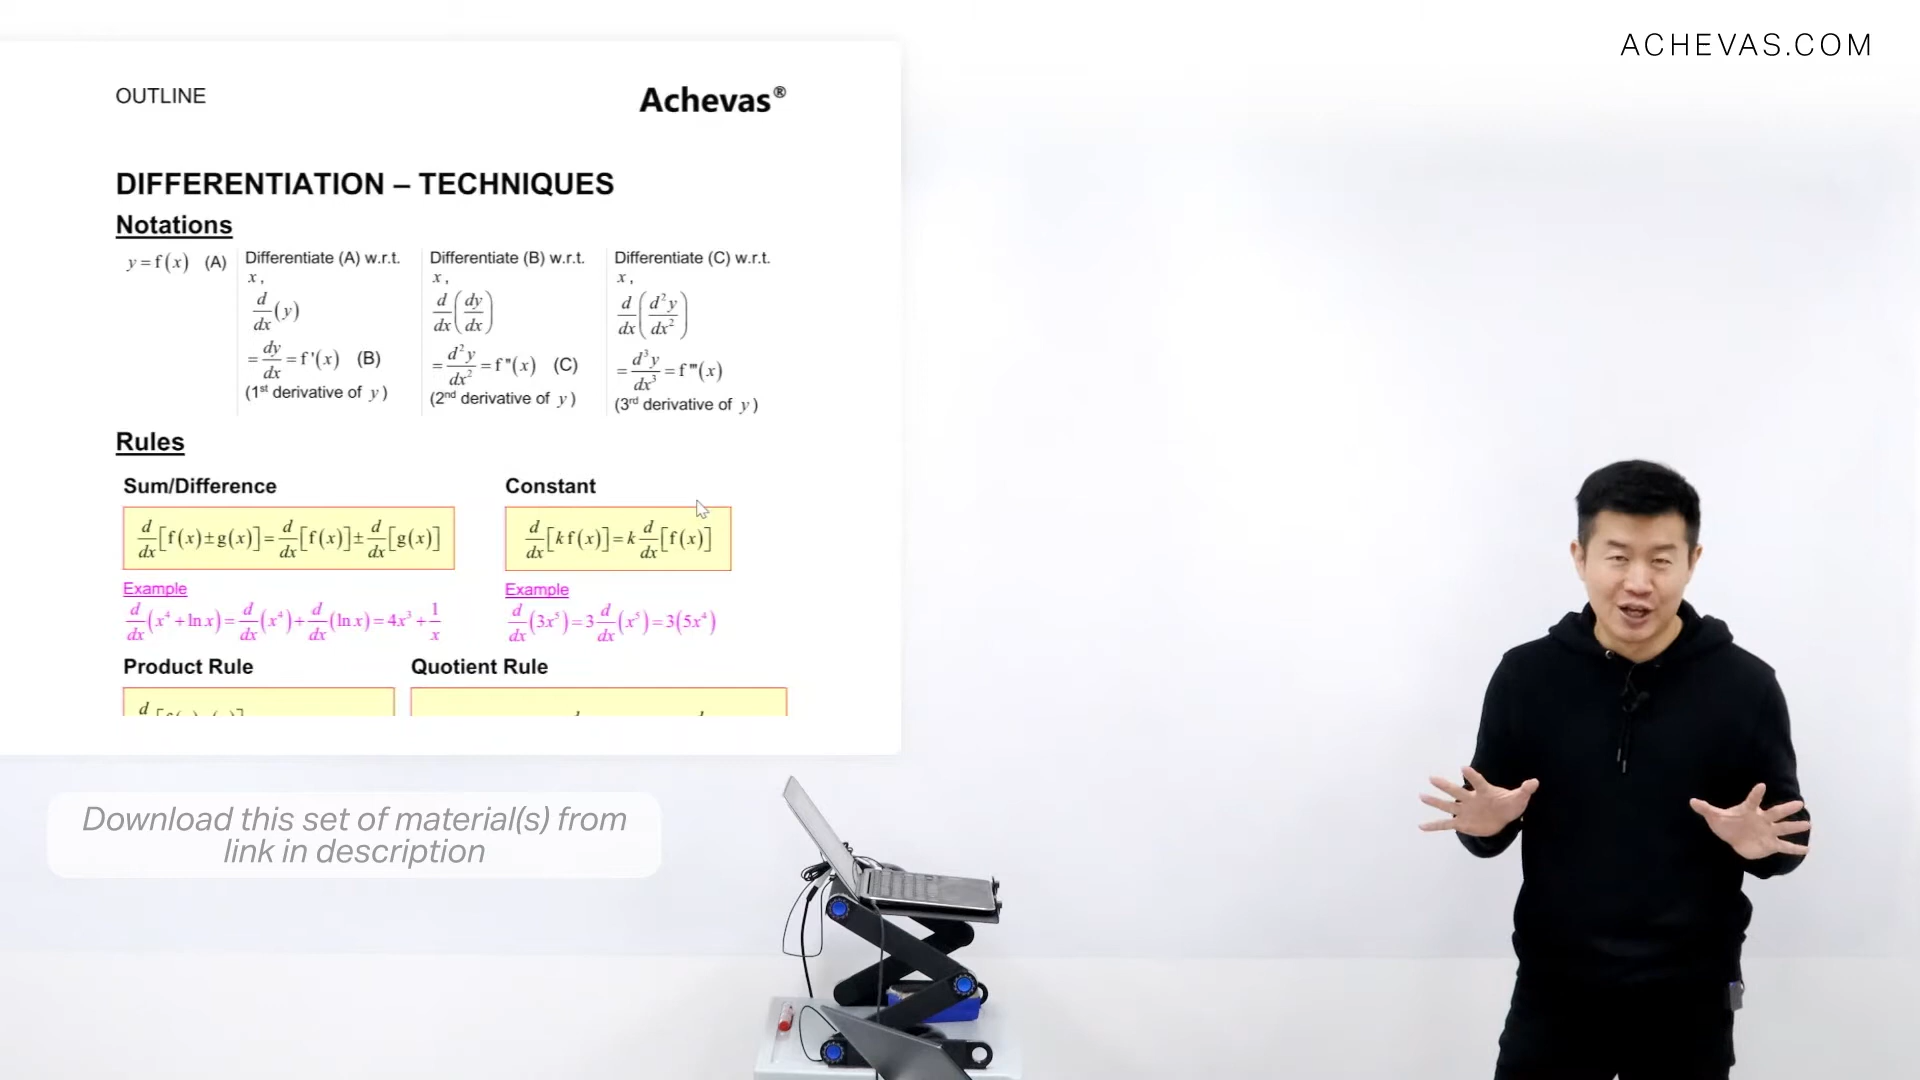 ACHEVAS.COM
OUTLINE
Achevas®
DIFFERENTIATION – TECHNIQUES
Notations
y = f(x) (A)
Differentiate (A) w.r.t.
x ,
d/dx (y)
= dy/dx = f'(x) (B)
(1st derivative of y)
Differentiate (B) w.r.t.
x ,
d/dx (dy/dx)
= d²y/dx² = f''(x) (C)
(2nd derivative of y)
Differentiate (C) w.r.t.
x ,
d/dx (d²y/dx²)
= d³y/dx³ = f'''(x)
(3rd derivative of y)
Rules
Sum/Difference
d/dx [f(x)±g(x)] = d/dx [f(x)] ± d/dx [g(x)]
Example
d/dx (x⁴ + ln x) = d/dx (x⁴) + d/dx (ln x) = 4x³ + 1/x
Constant
d/dx [k f(x)] = k d/dx [f(x)]
Example
d/dx (3x⁵) = 3 d/dx (x⁵) = 3(5x⁴)
Product Rule
Quotient Rule
Download this set of material(s) from
link in description